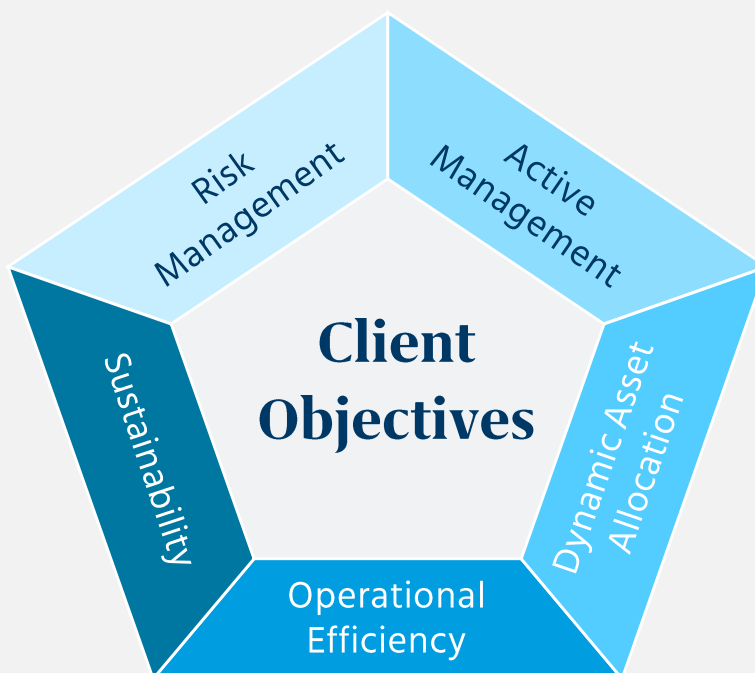 Risk
Management
Active
Management
Client
Objectives
Sustainability
Dynamic Asset
Allocation
Operational
Efficiency